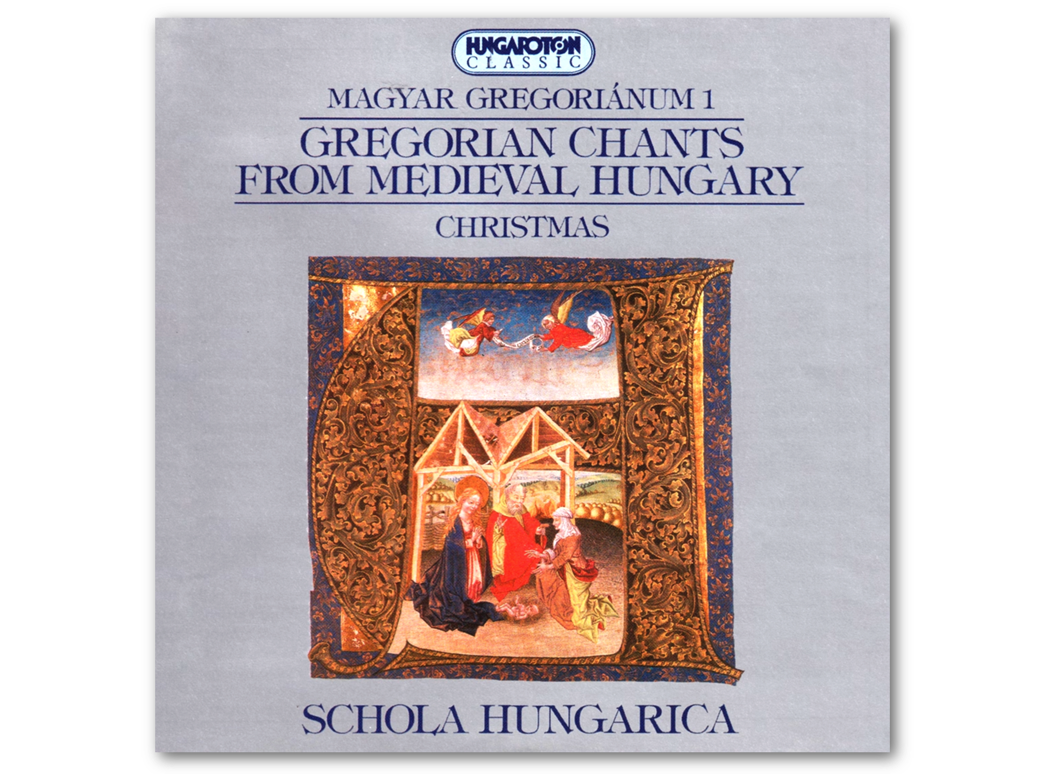 HUNGAROTON
CLASSIC
MAGYAR GREGORIÁNUM 1
GREGORIAN CHANTS
FROM MEDIEVAL HUNGARY
CHRISTMAS
SCHOLA HUNGARICA